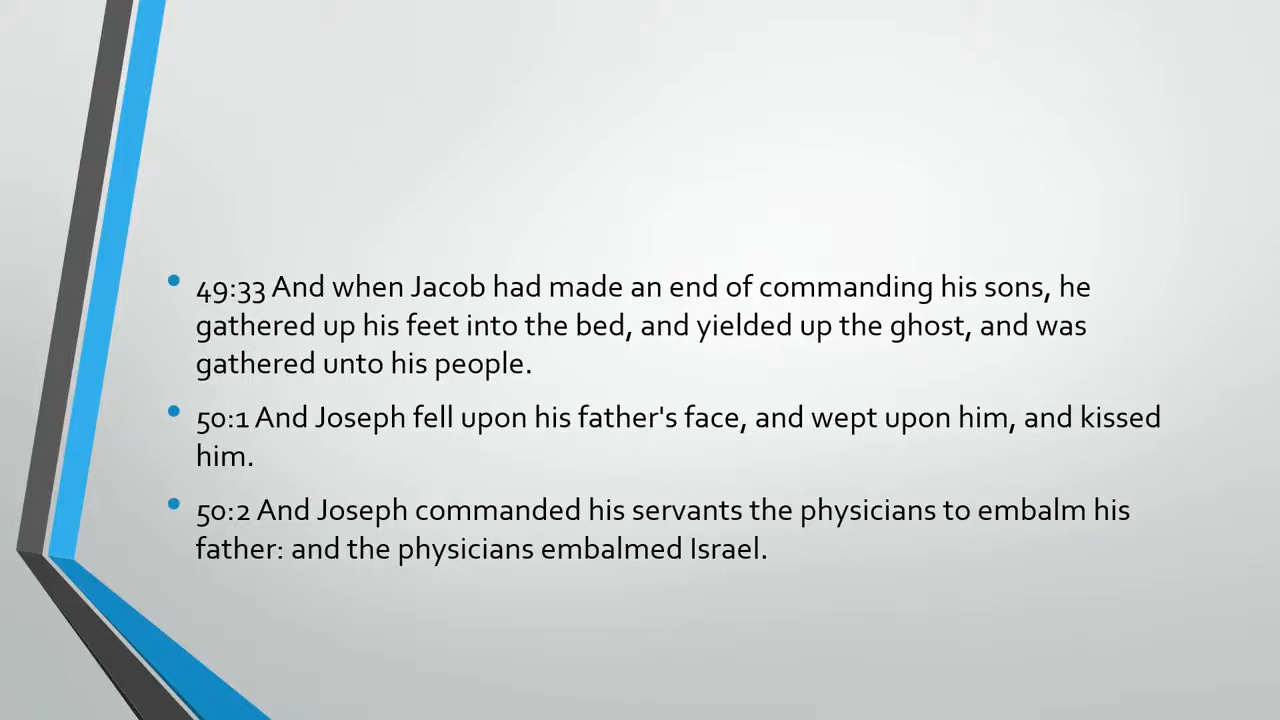 49:33 And when Jacob had made an end of commanding his sons, he
gathered up his feet into the bed, and yielded up the ghost, and was
gathered unto his people.
50:1 And Joseph fell upon his father's face, and wept upon him, and kissed
him.
50:2 And Joseph commanded his servants the physicians to embalm his
father: and the physicians embalmed Israel.